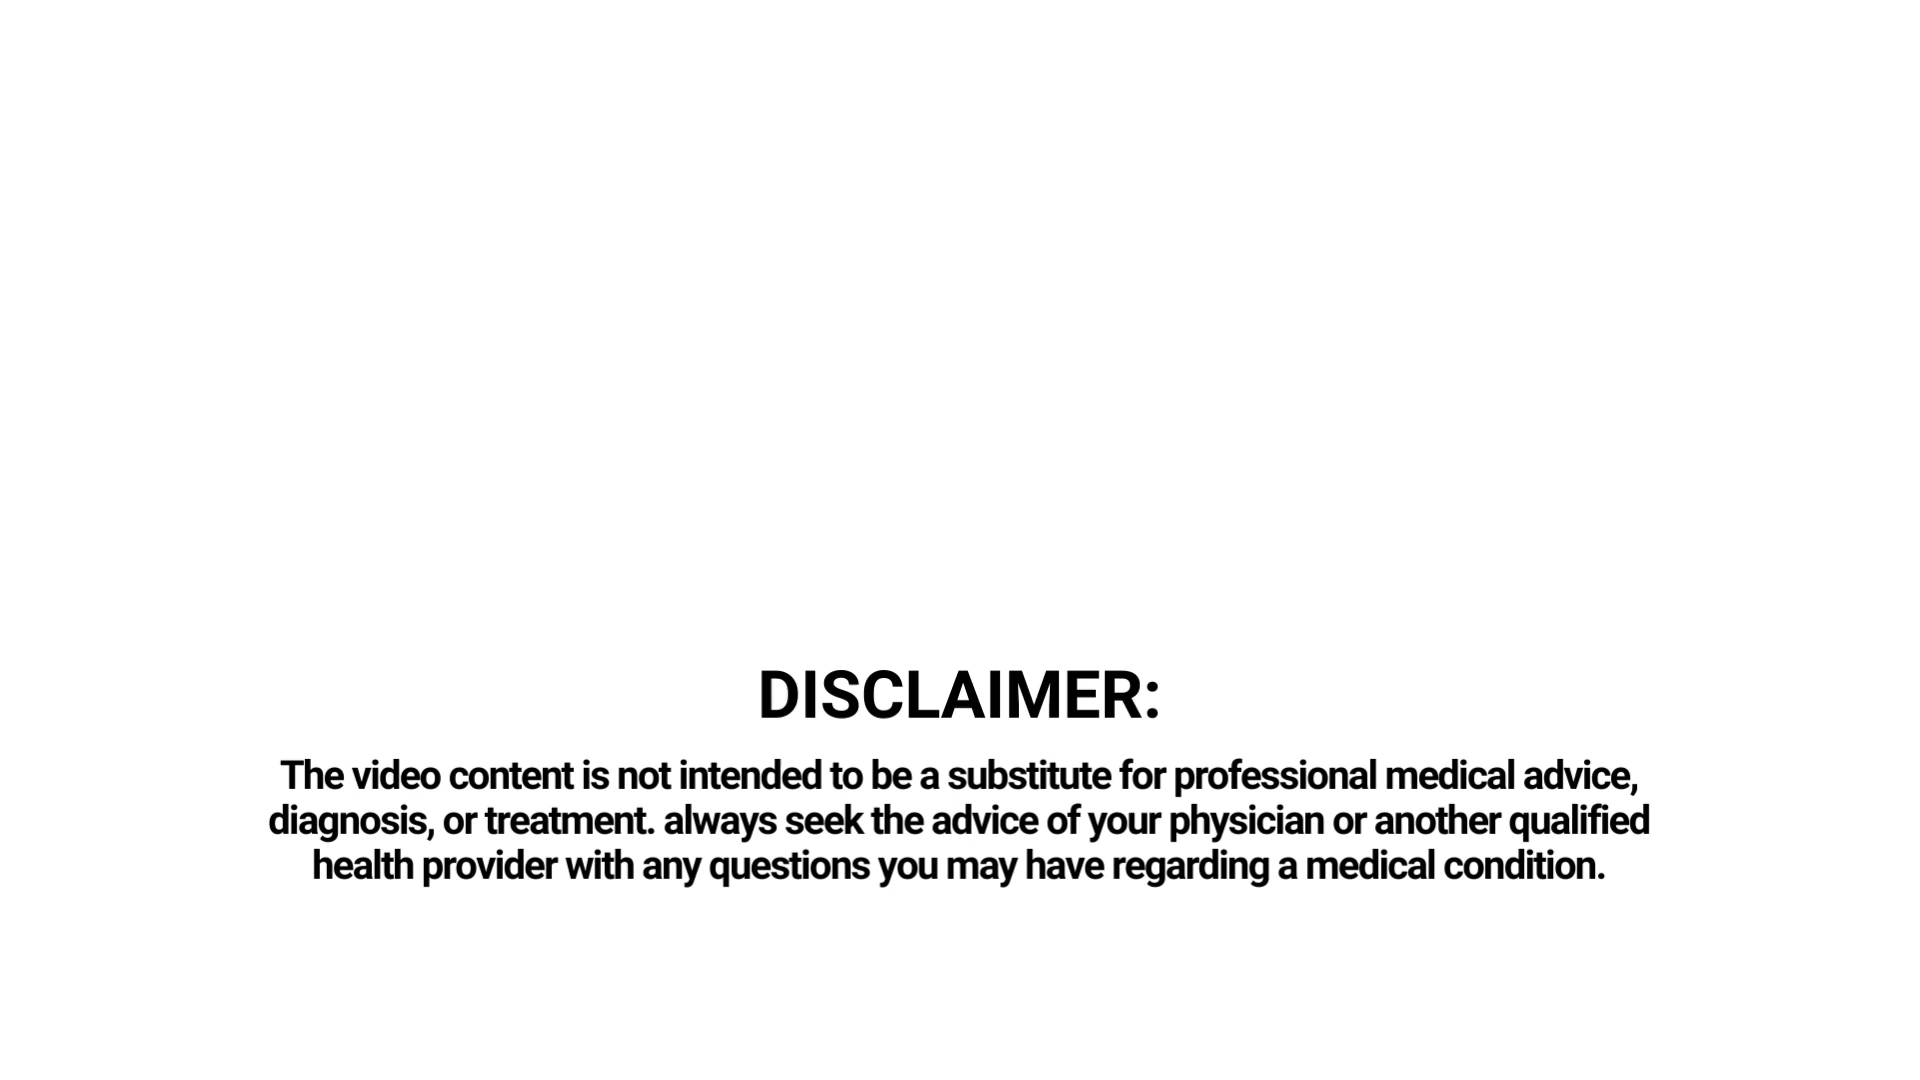 DISCLAIMER:
The video content is not intended to be a substitute for professional medical advice,
diagnosis, or treatment. always seek the advice of your physician or another qualified
health provider with any questions you may have regarding a medical condition.